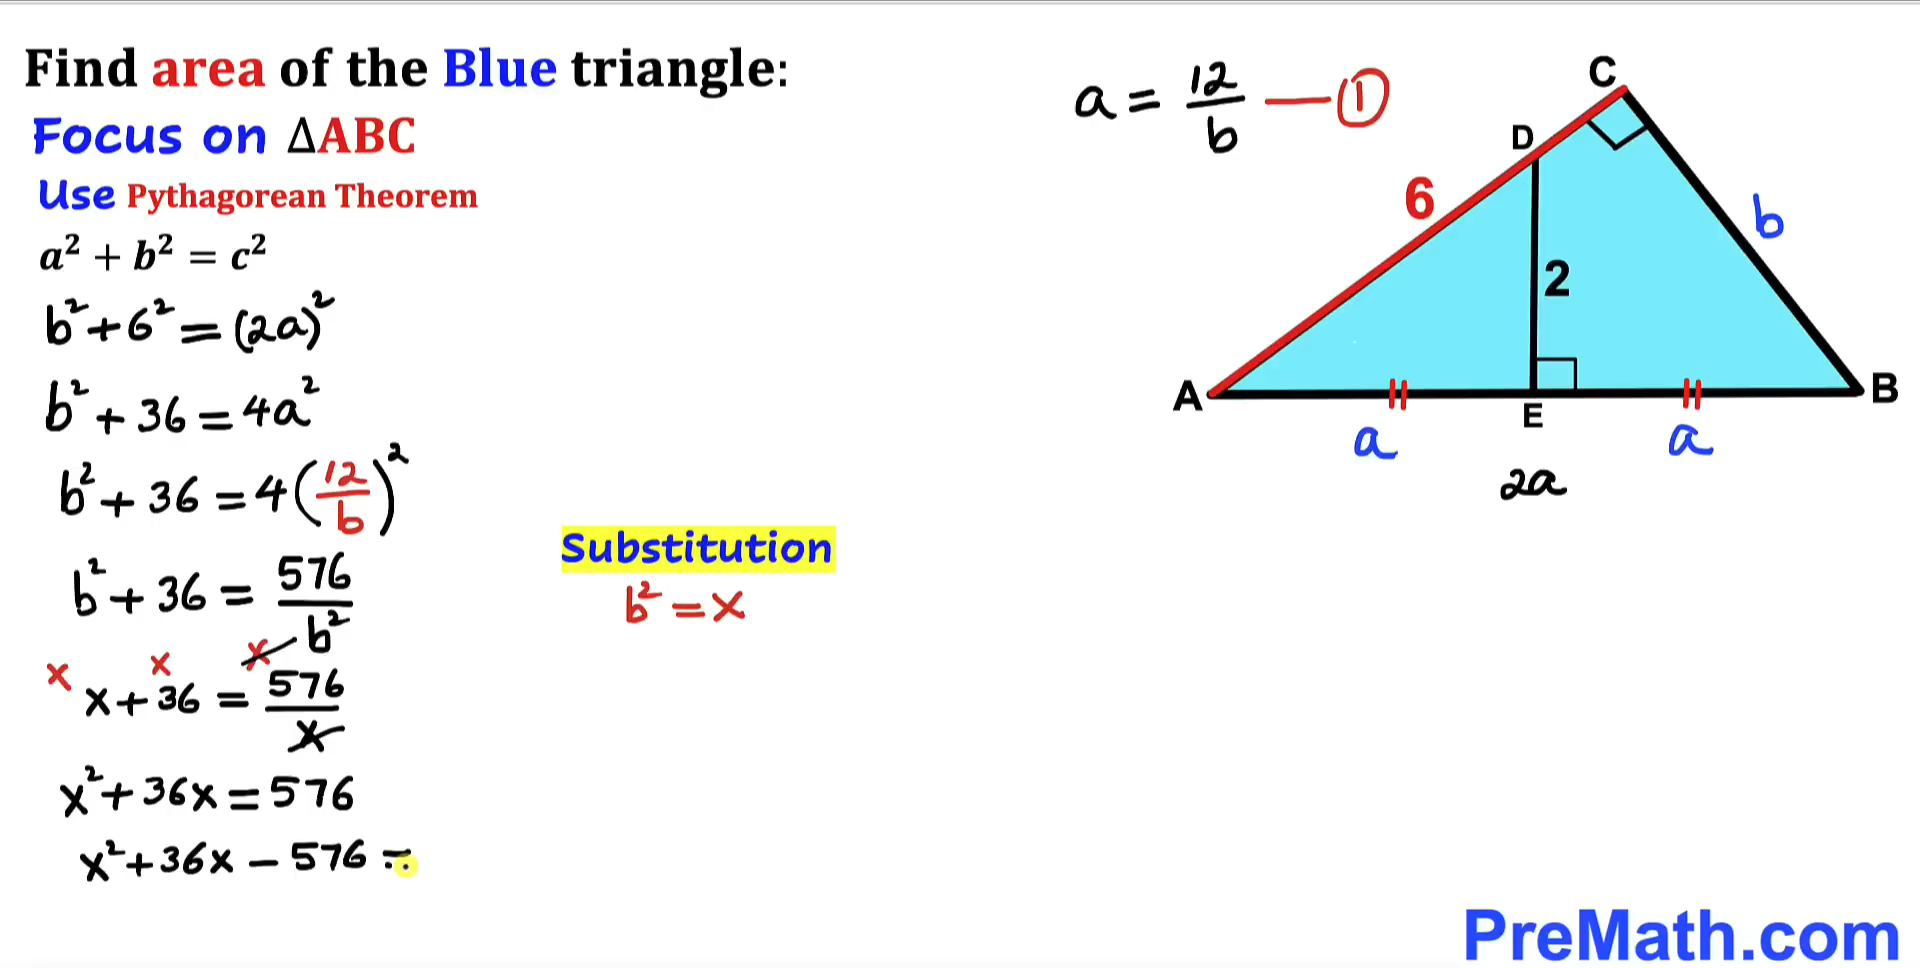 Find area of the Blue triangle:
Focus on ΔABC
Use Pythagorean Theorem
a² + b² = c²
b² + 6² = (2a)²
b² + 36 = 4a²
b² + 36 = 4(12/b)²
b² + 36 = 576/b²
x x x
x + 36 = 576/x
x² + 36x = 576
x² + 36x − 576 =
Substitution
b² = x
a = 12/b — ①
C
D
6
b
2
A
B
E
a
a
2a
PreMath.com